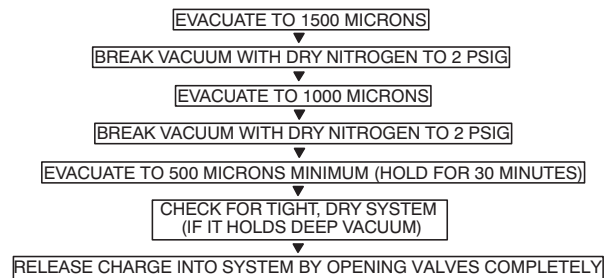 EVACUATE TO 1500 MICRONS
BREAK VACUUM WITH DRY NITROGEN TO 2 PSIG
EVACUATE TO 1000 MICRONS
BREAK VACUUM WITH DRY NITROGEN TO 2 PSIG
EVACUATE TO 500 MICRONS MINIMUM (HOLD FOR 30 MINUTES)
CHECK FOR TIGHT, DRY SYSTEM
(IF IT HOLDS DEEP VACUUM)
RELEASE CHARGE INTO SYSTEM BY OPENING VALVES COMPLETELY